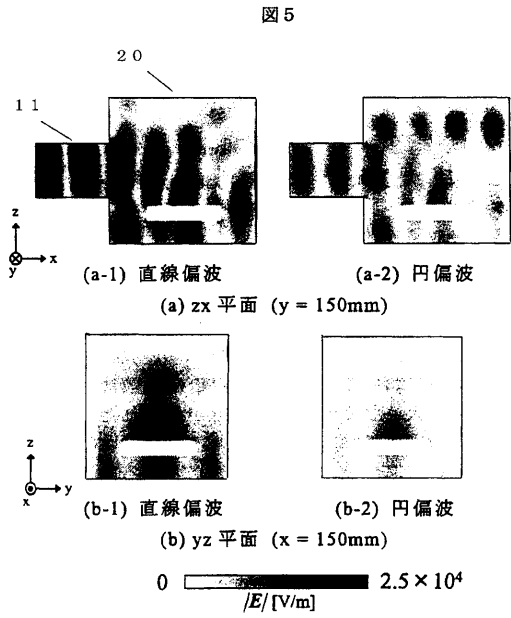 図5
20
11
z
y
x
(a-1) 直線偏波
(a-2) 円偏波
(a) zx 平面 (y = 150mm)
z
x
y
(b-1) 直線偏波
(b-2) 円偏波
(b) yz 平面 (x = 150mm)
0
2.5×10⁴
|E| [V/m]